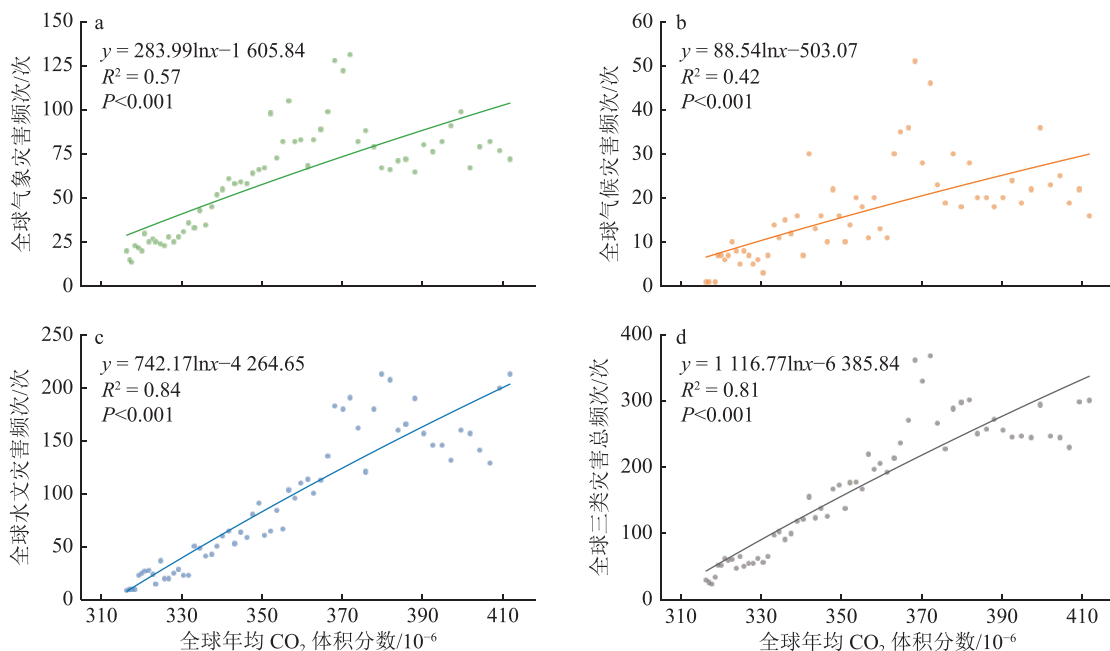 a
y = 283.99lnx−1 605.84
R² = 0.57
P<0.001
全球气象灾害频次/次
150
125
100
75
50
25
0
b
y = 88.54lnx−503.07
R² = 0.42
P<0.001
全球气候灾害频次/次
60
50
40
30
20
10
0
c
y = 742.17lnx−4 264.65
R² = 0.84
P<0.001
全球水文灾害频次/次
250
200
150
100
50
0
310 330 350 370 390 410
全球年均 CO₂ 体积分数/10⁻⁶
d
y = 1 116.77lnx−6 385.84
R² = 0.81
P<0.001
全球三类灾害总频次/次
400
300
200
100
0
310 330 350 370 390 410
全球年均 CO₂ 体积分数/10⁻⁶